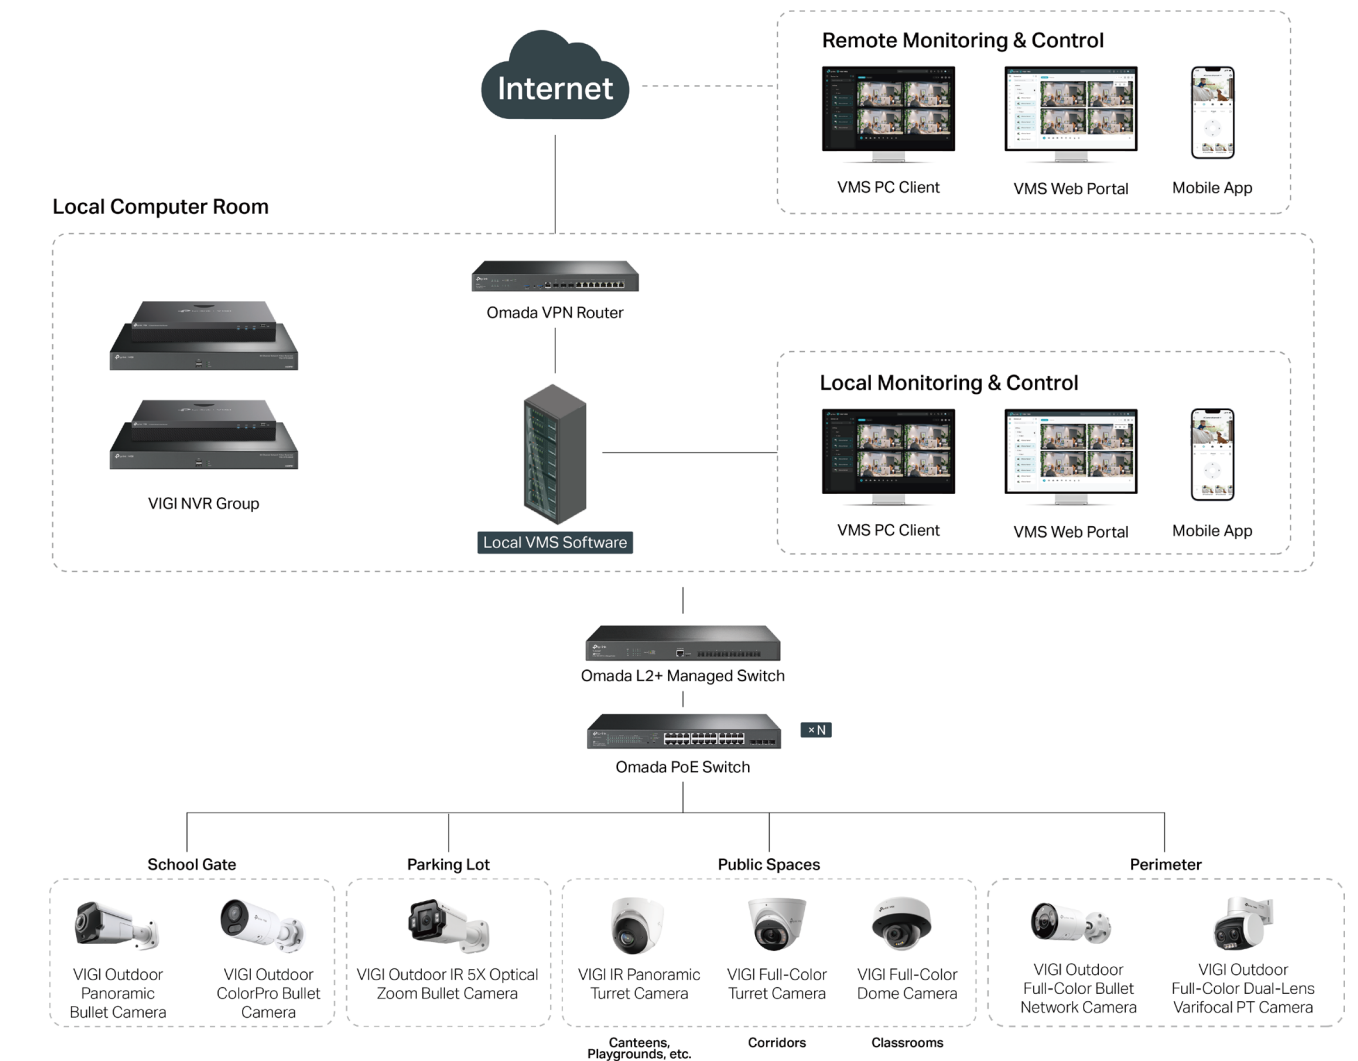 Internet
Remote Monitoring & Control
VMS PC Client
VMS Web Portal
Mobile App
Local Computer Room
Omada VPN Router
VIGI NVR Group
Local VMS Software
Local Monitoring & Control
VMS PC Client
VMS Web Portal
Mobile App
Omada L2+ Managed Switch
× N
Omada PoE Switch
School Gate
VIGI Outdoor
Panoramic
Bullet Camera
VIGI Outdoor
ColorPro Bullet
Camera
Parking Lot
VIGI Outdoor IR 5X Optical
Zoom Bullet Camera
Public Spaces
VIGI IR Panoramic
Turret Camera
VIGI Full-Color
Turret Camera
VIGI Full-Color
Dome Camera
Canteens,
Playgrounds, etc.
Corridors
Classrooms
Perimeter
VIGI Outdoor
Full-Color Bullet
Network Camera
VIGI Outdoor
Full-Color Dual-Lens
Varifocal PT Camera